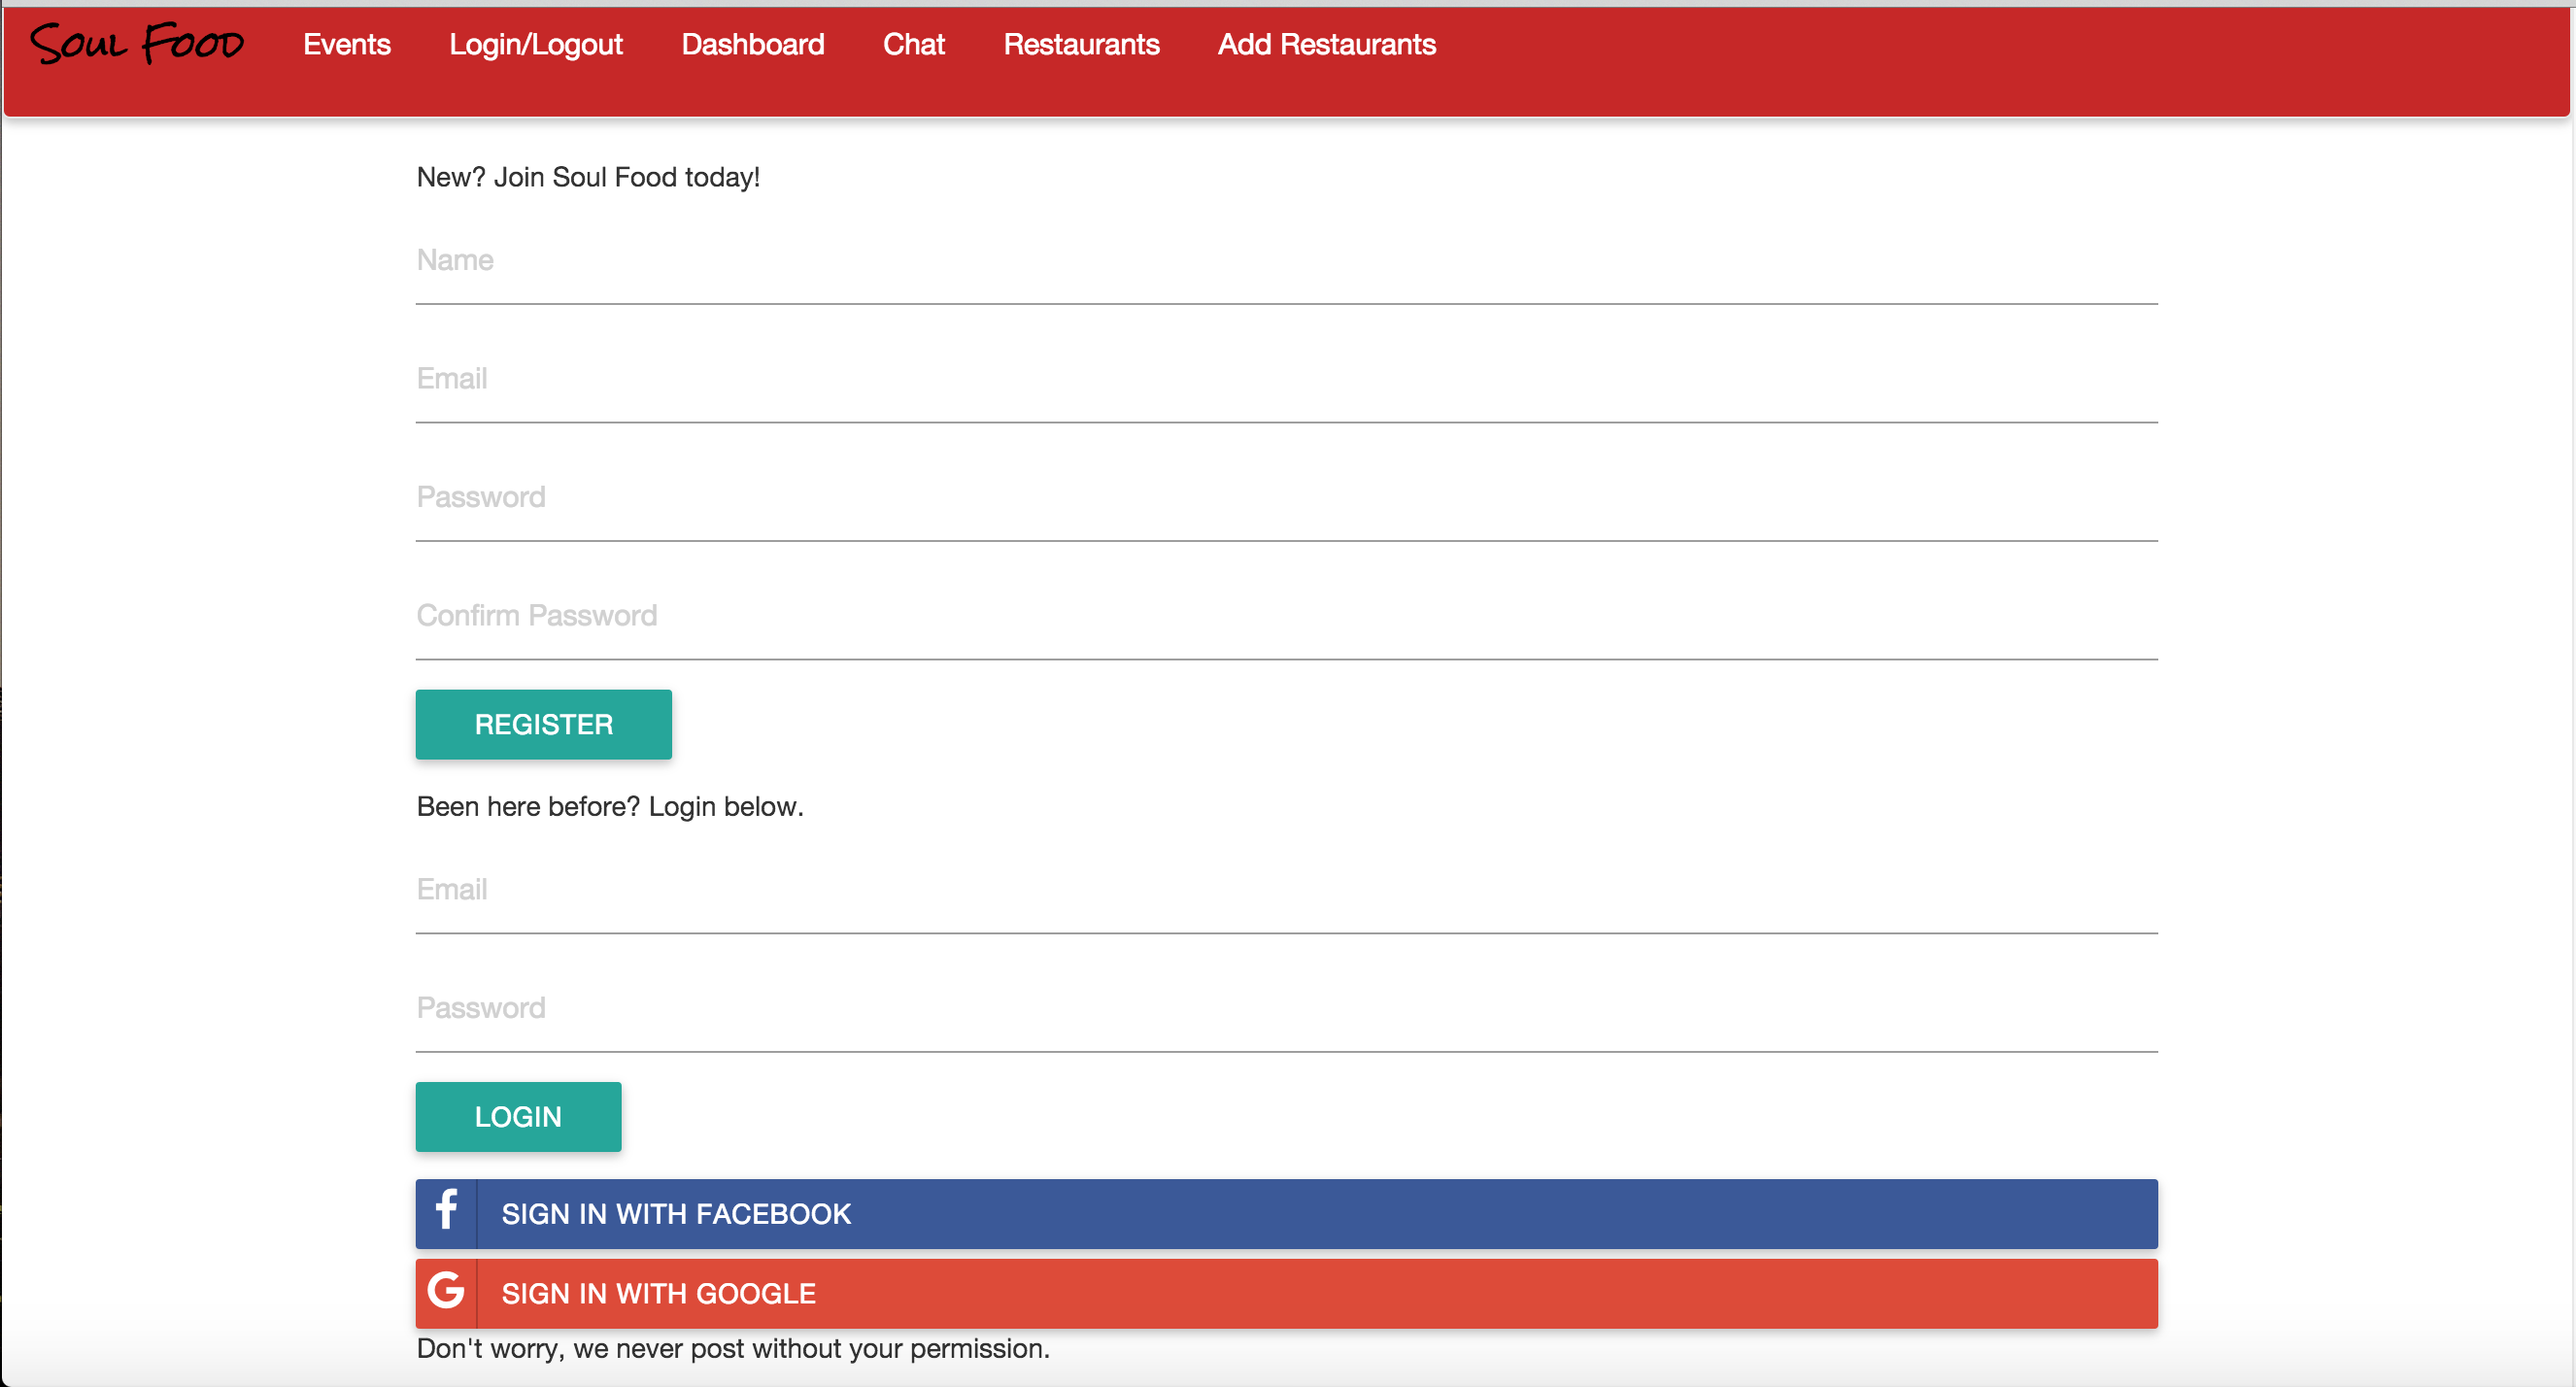 Soul Food Events Login/Logout Dashboard Chat Restaurants Add Restaurants
New? Join Soul Food today!
Name
Email
Password
Confirm Password
REGISTER
Been here before? Login below.
Email
Password
LOGIN
f SIGN IN WITH FACEBOOK
G SIGN IN WITH GOOGLE
Don't worry, we never post without your permission.